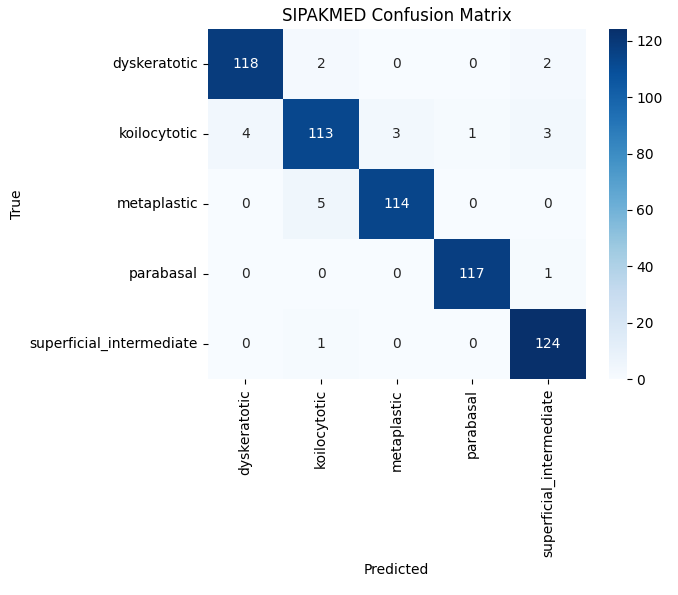 SIPAKMED Confusion Matrix
True
dyskeratotic 118 2 0 0 2
koilocytotic 4 113 3 1 3
metaplastic 0 5 114 0 0
parabasal 0 0 0 117 1
superficial_intermediate 0 1 0 0 124
dyskeratotic
koilocytotic
metaplastic
parabasal
superficial_intermediate
Predicted
120
100
80
60
40
20
0